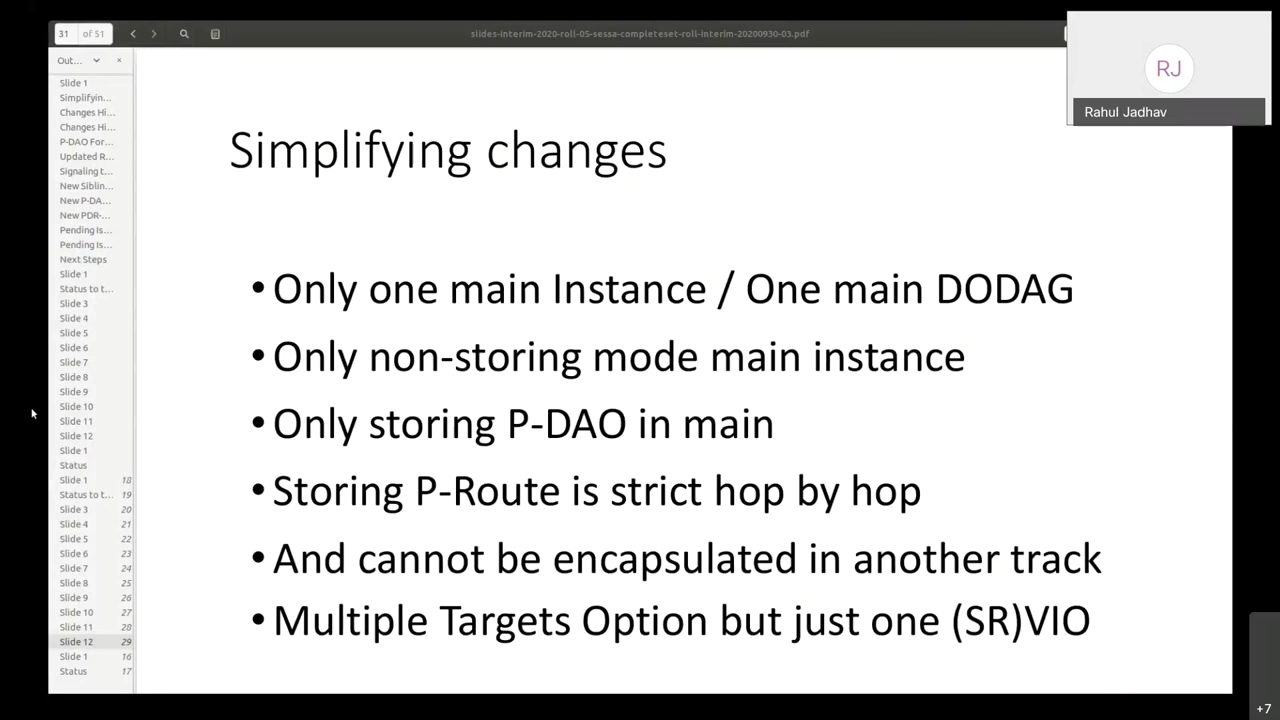 31 of 51
slides-interim-2020-roll-05-sessa-completeset-roll-interim-20200930-03.pdf
RJ
Rahul Jadhav
Out...
Slide 1
Simplifyin...
Changes Hi...
Changes Hi...
P-DAO For...
Updated R...
Signaling t...
New Siblin...
New P-DA...
New PDR-...
Pending Is...
Pending Is...
Next Steps
Slide 1
Status to t...
Slide 3
Slide 4
Slide 5
Slide 6
Slide 7
Slide 8
Slide 9
Slide 10
Slide 11
Slide 12
Slide 1
Status
Slide 1 18
Status to t... 19
Slide 3 20
Slide 4 21
Slide 5 22
Slide 6 23
Slide 7 24
Slide 8 25
Slide 9 26
Slide 10 27
Slide 11 28
Slide 12 29
Slide 1 16
Status 17
Simplifying changes
•Only one main Instance / One main DODAG
•Only non-storing mode main instance
•Only storing P-DAO in main
•Storing P-Route is strict hop by hop
•And cannot be encapsulated in another track
•Multiple Targets Option but just one (SR)VIO
+7